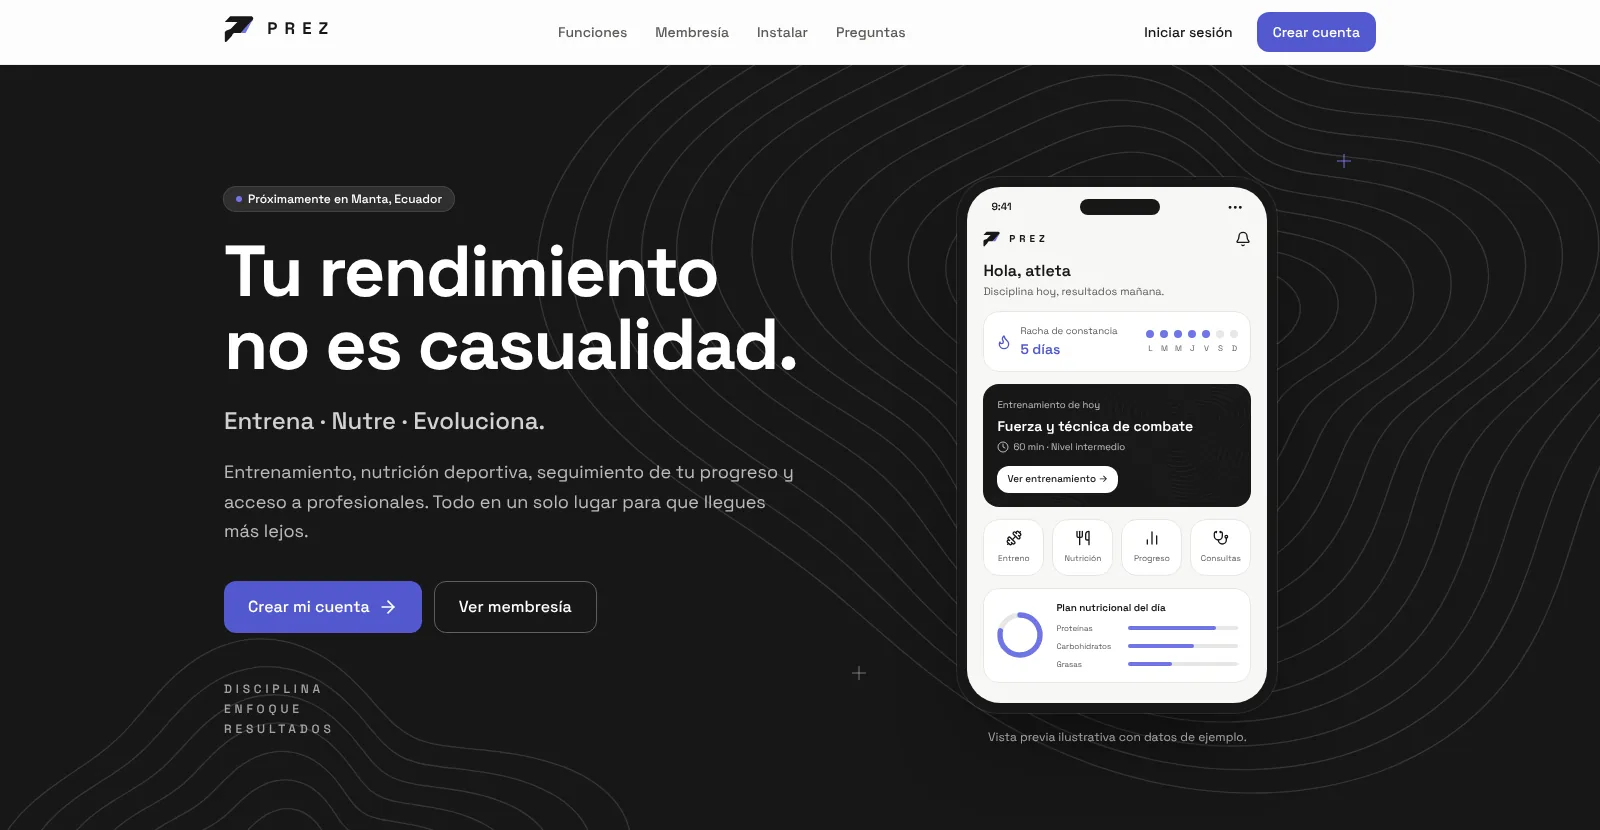 PREZ
Funciones
Membresía
Instalar
Preguntas
Iniciar sesión
Crear cuenta
Próximamente en Manta, Ecuador
Tu rendimiento
no es casualidad.
Entrena · Nutre · Evoluciona.
Entrenamiento, nutrición deportiva, seguimiento de tu progreso y
acceso a profesionales. Todo en un solo lugar para que llegues
más lejos.
Crear mi cuenta →
Ver membresía
DISCIPLINA
ENFOQUE
RESULTADOS
9:41
PREZ
Hola, atleta
Disciplina hoy, resultados mañana.
Racha de constancia
5 días
L M M J V S D
Entrenamiento de hoy
Fuerza y técnica de combate
60 min · Nivel intermedio
Ver entrenamiento →
Entreno
Nutrición
Progreso
Consultas
Plan nutricional del día
Proteínas
Carbohidratos
Grasas
Vista previa ilustrativa con datos de ejemplo.